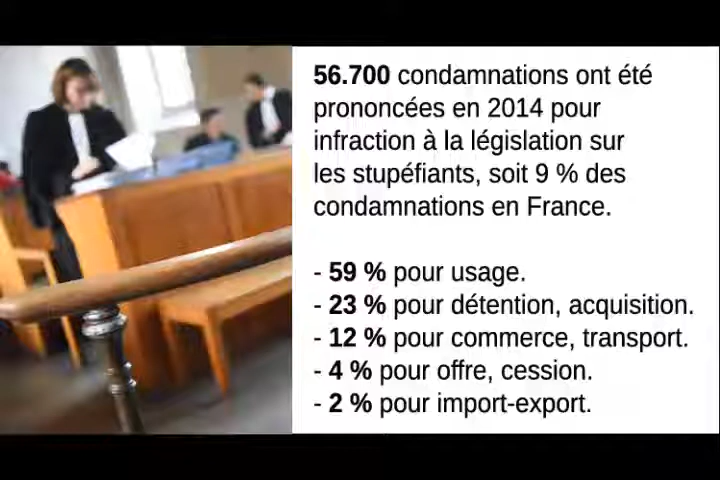 56.700 condamnations ont été
prononcées en 2014 pour
infraction à la législation sur
les stupéfiants, soit 9 % des
condamnations en France.
- 59 % pour usage.
- 23 % pour détention, acquisition.
- 12 % pour commerce, transport.
- 4 % pour offre, cession.
- 2 % pour import-export.